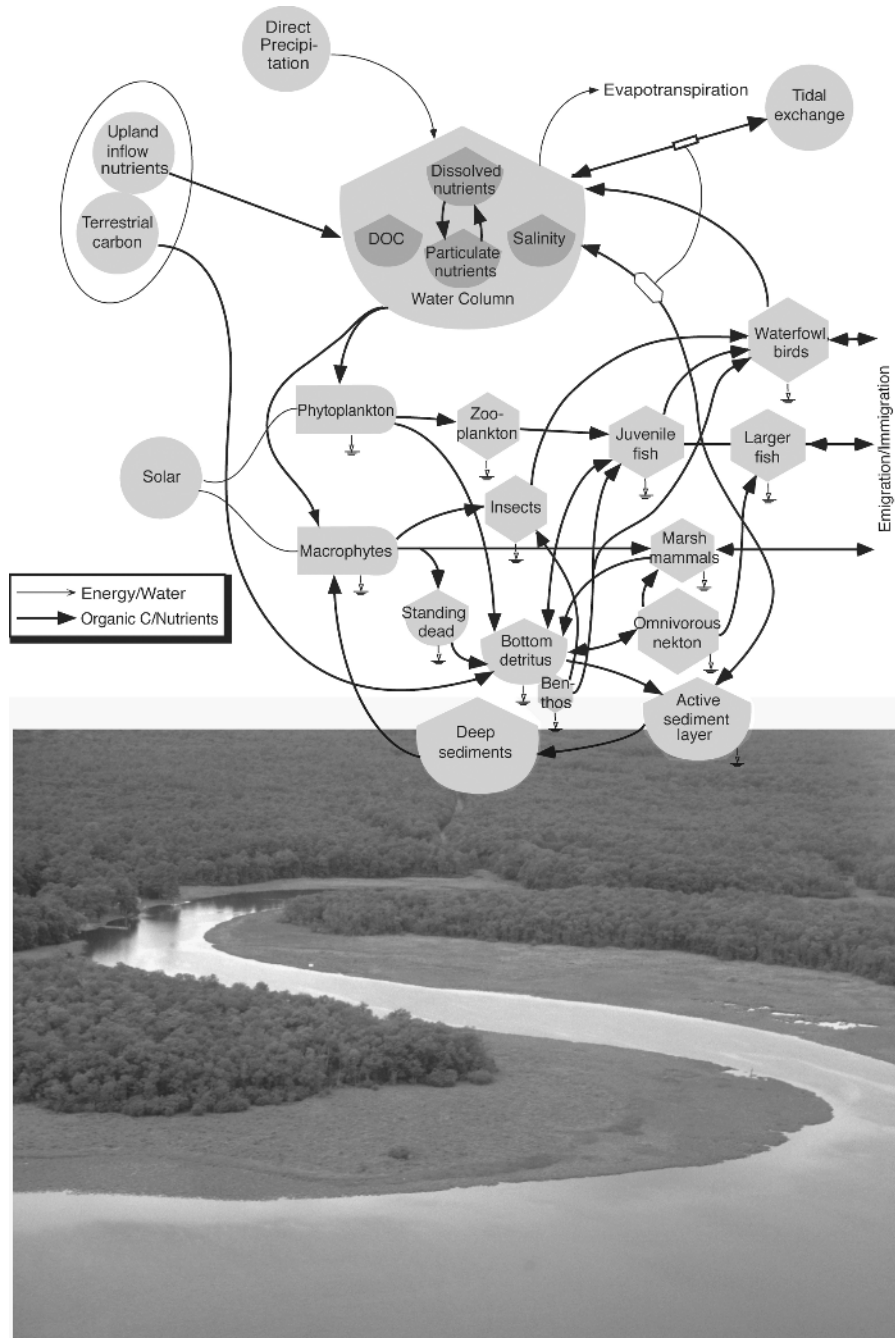 Direct
Precipi-
tation
Evapotranspiration
Tidal
exchange
Upland
inflow
nutrients
Terrestrial
carbon
Dissolved
nutrients
DOC
Salinity
Particulate
nutrients
Water Column
Waterfowl,
birds
Phytoplankton
Zoo-
plankton
Juvenile
fish
Larger
fish
Emigration/Immigration
Solar
Insects
Macrophytes
Marsh
mammals
Energy/Water
Organic C/Nutrients
Standing
dead
Bottom
detritus
Omnivorous
nekton
Ben-
thos
Active
sediment
layer
Deep
sediments